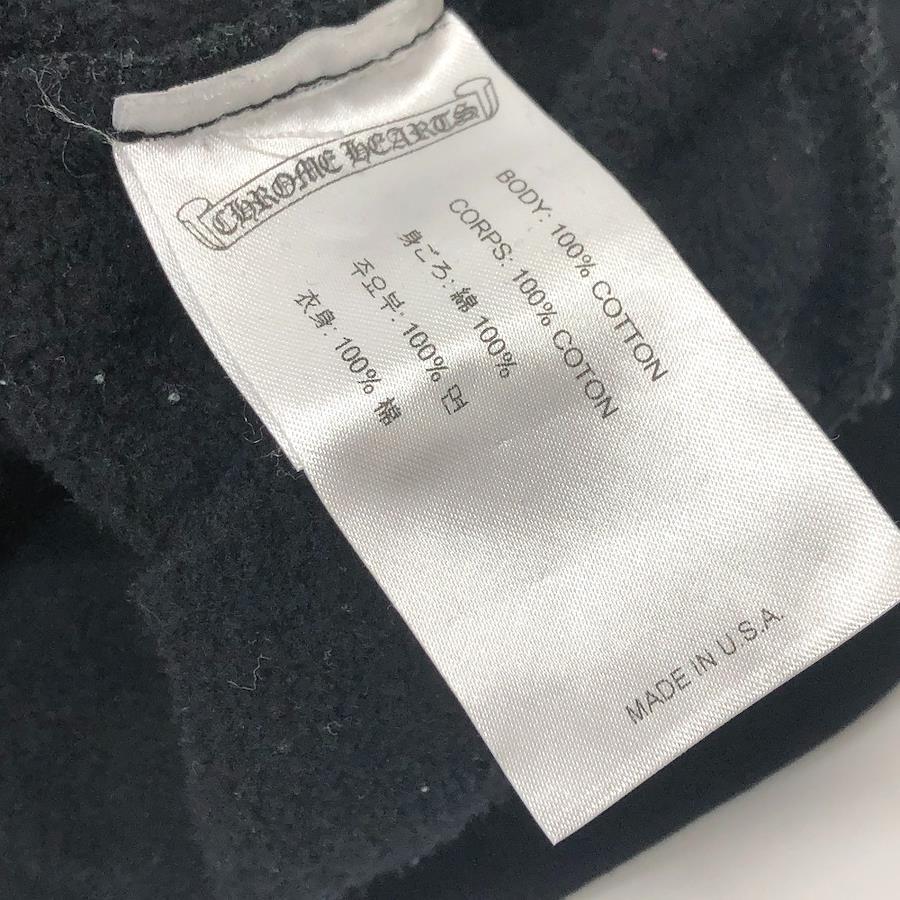 CHROME HEARTS
BODY: 100% COTTON
CORPS: 100% COTON
身ごろ: 綿 100%
주요부: 100% 면
衣身: 100% 棉
MADE IN U.S.A.